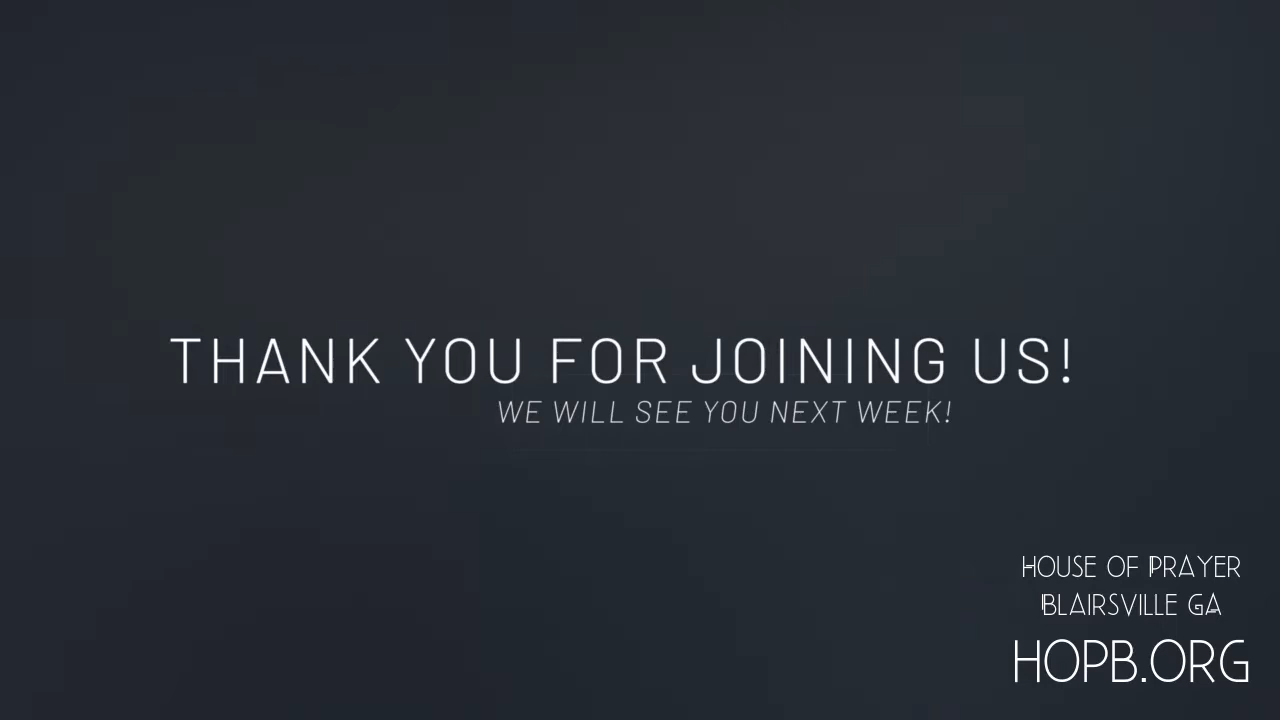 THANK YOU FOR JOINING US!
WE WILL SEE YOU NEXT WEEK!
HOUSE OF PRAYER
BLAIRSVILLE GA
HOPB.ORG